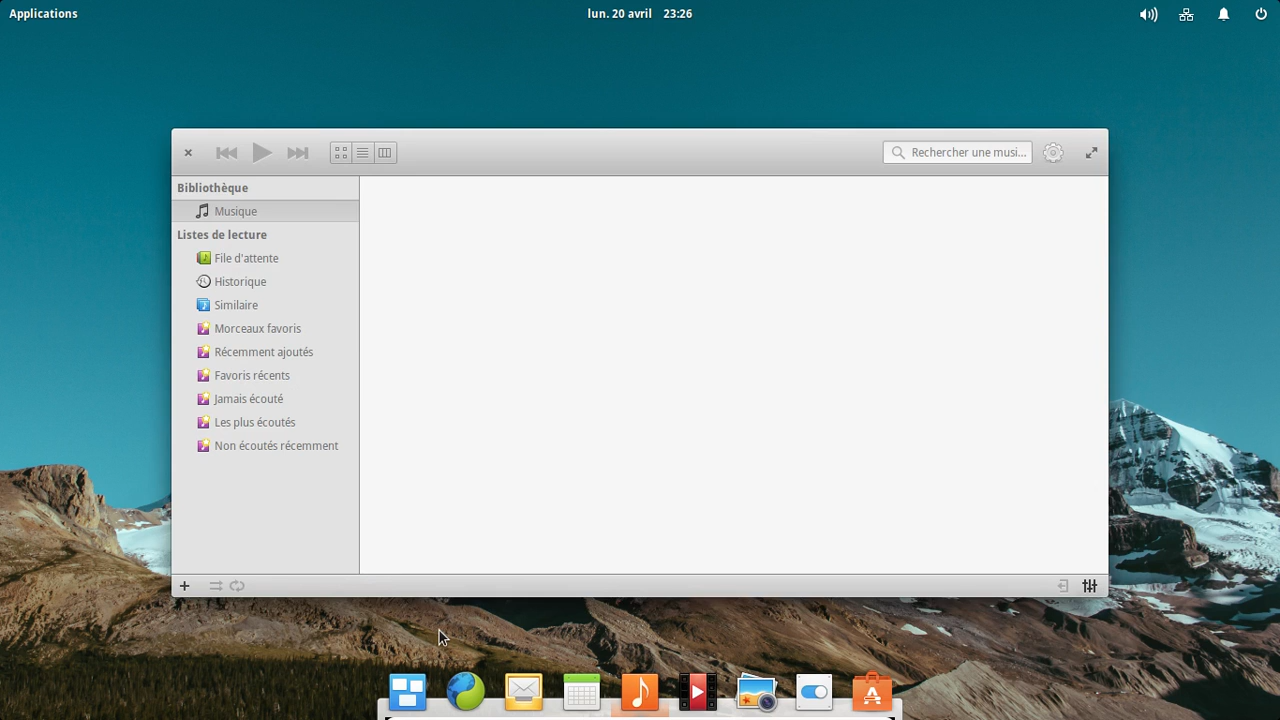 Applications
lun. 20 avril 23:26
Rechercher une musi...
Bibliothèque
Musique
Listes de lecture
File d'attente
Historique
Similaire
Morceaux favoris
Récemment ajoutés
Favoris récents
Jamais écouté
Les plus écoutés
Non écoutés récemment